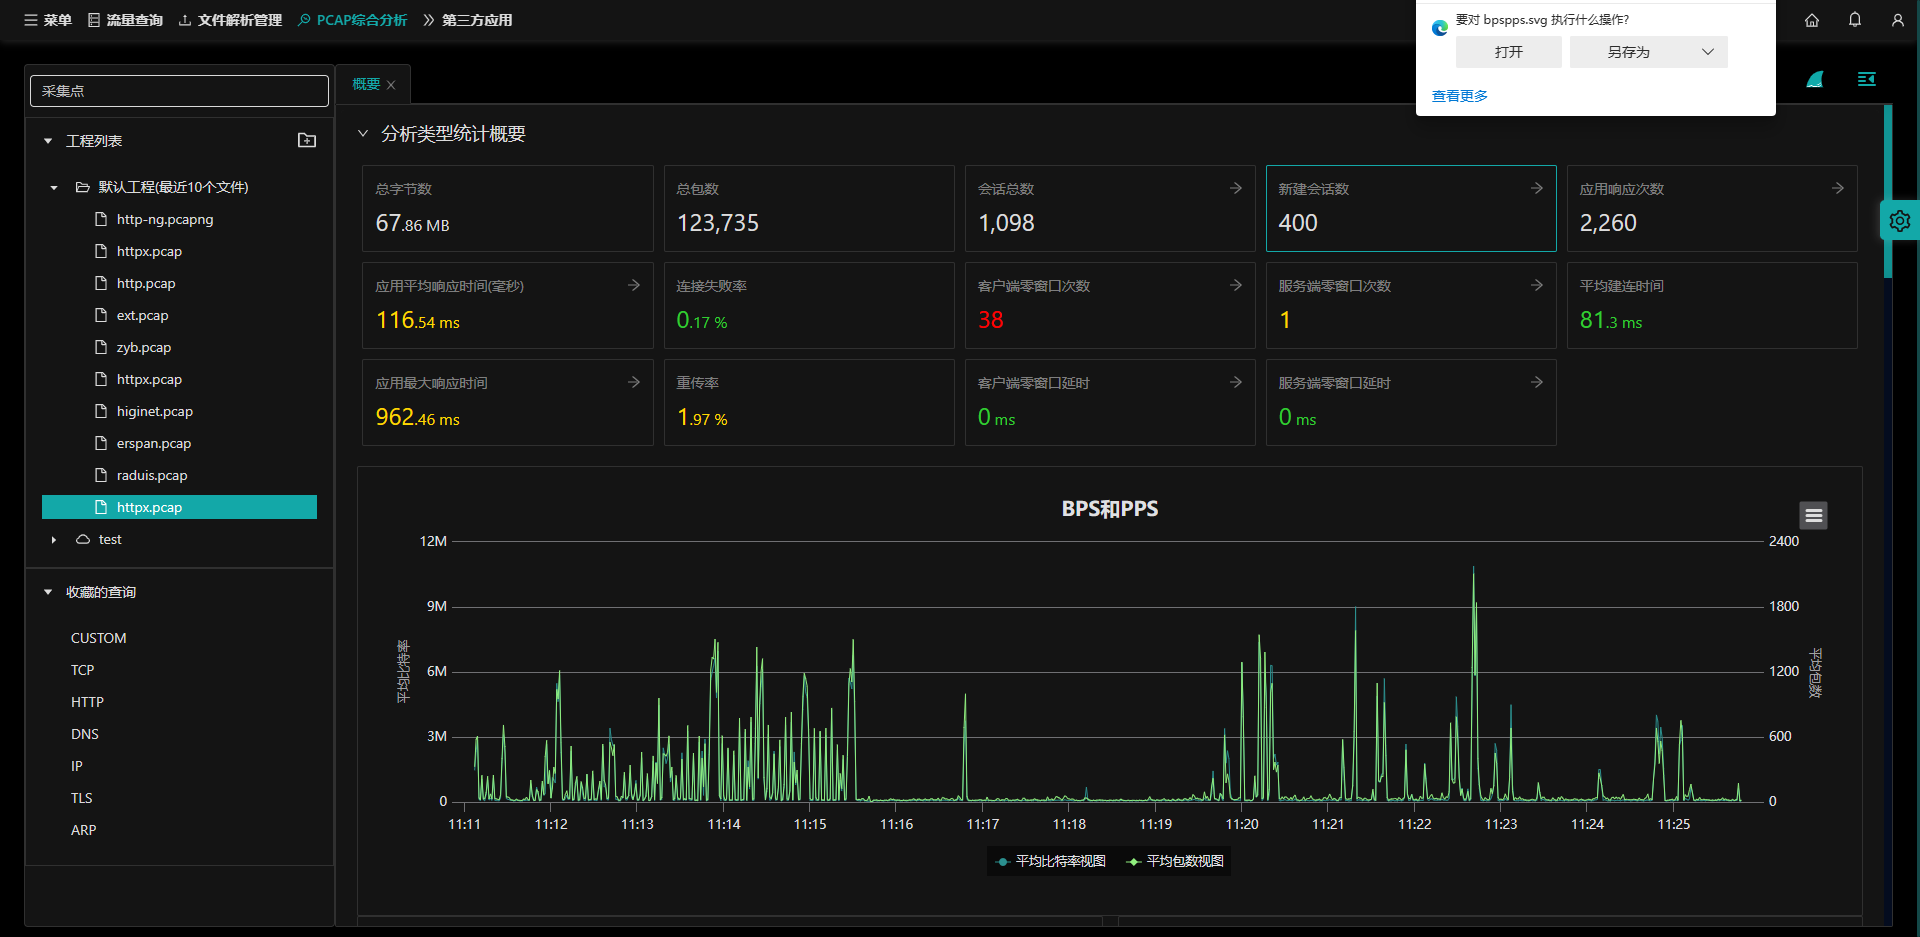 菜单
流量查询
文件解析管理
PCAP综合分析
第三方应用
要对 bpspps.svg 执行什么操作?
打开
另存为
查看更多
采集点
工程列表
默认工程(最近10个文件)
http-ng.pcapng
httpx.pcap
http.pcap
ext.pcap
zyb.pcap
httpx.pcap
higinet.pcap
erspan.pcap
raduis.pcap
httpx.pcap
test
收藏的查询
CUSTOM
TCP
HTTP
DNS
IP
TLS
ARP
概要
分析类型统计概要
总字节数
67.86 MB
总包数
123,735
会话总数
1,098
新建会话数
400
应用响应次数
2,260
应用平均响应时间(毫秒)
116.54 ms
连接失败率
0.17 %
客户端零窗口次数
38
服务端零窗口次数
1
平均建连时间
81.3 ms
应用最大响应时间
962.46 ms
重传率
1.97 %
客户端零窗口延时
0 ms
服务端零窗口延时
0 ms
BPS和PPS
12M
9M
6M
3M
0
平均比特率
2400
1800
1200
600
0
平均包数
11:11
11:12
11:13
11:14
11:15
11:16
11:17
11:18
11:19
11:20
11:21
11:22
11:23
11:24
11:25
平均比特率视图
平均包数视图